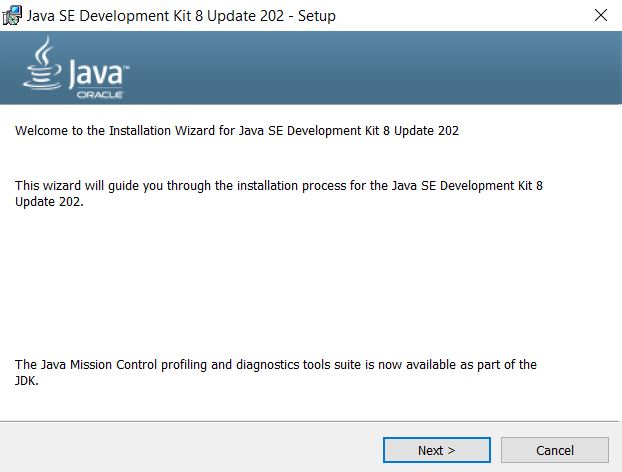 Java SE Development Kit 8 Update 202 - Setup
Java™
ORACLE
Welcome to the Installation Wizard for Java SE Development Kit 8 Update 202
This wizard will guide you through the installation process for the Java SE Development Kit 8
Update 202.
The Java Mission Control profiling and diagnostics tools suite is now available as part of the
JDK.
Next > Cancel